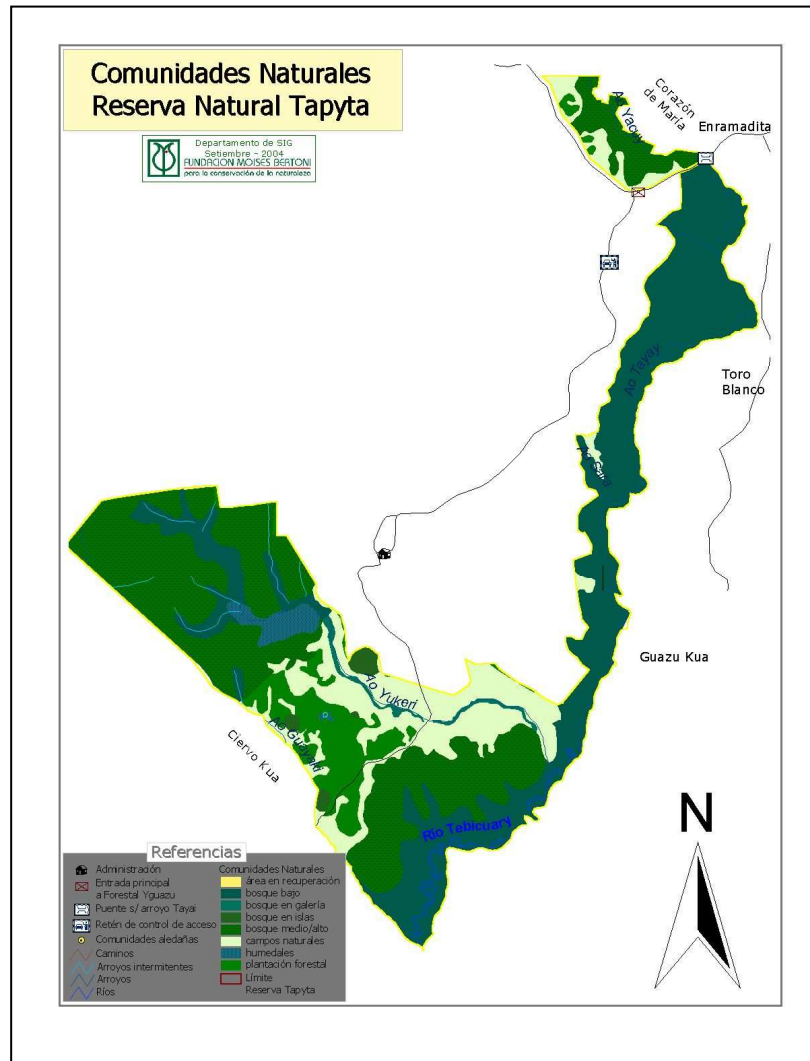 Comunidades Naturales
Reserva Natural Tapyta
Departamento de SIG
Setiembre - 2004
FUNDACION MOISES BERTONI
para la conservación de la naturaleza
Ao Yacuy
Corazón
de María
Enramadita
Ao Tayay
Toro
Blanco
Guazu Kua
Ao Yukeri
Ao Guayaki
Ciervo Kua
Rio Tebicuary
N
Referencias
Administración
Entrada principal
a Forestal Yguazu
Puente s/ arroyo Tayai
Retén de control de acceso
Comunidades aledañas
Caminos
Arroyos intermitentes
Arroyos
Ríos
Comunidades Naturales
área en recuperación
bosque bajo
bosque en galería
bosque en islas
bosque medio/alto
campos naturales
humedales
plantación forestal
Límite
Reserva Tapyta